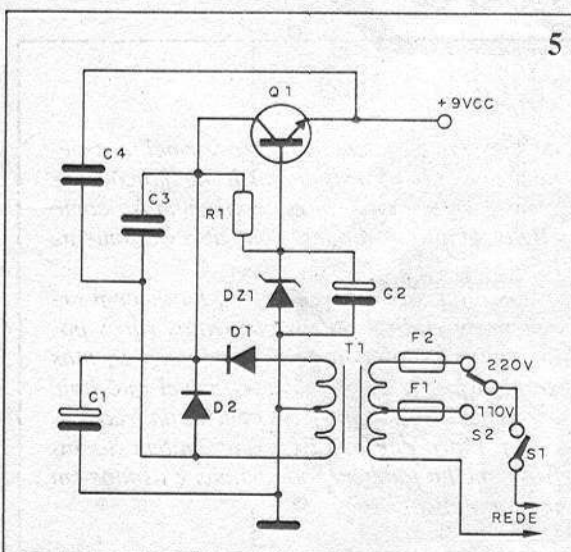 5
Q1
+9VCC
C4
C3
R1
DZ1
C2
D1
T1
F2
220V
F1
110V
C1
D2
S2
S1
REDE